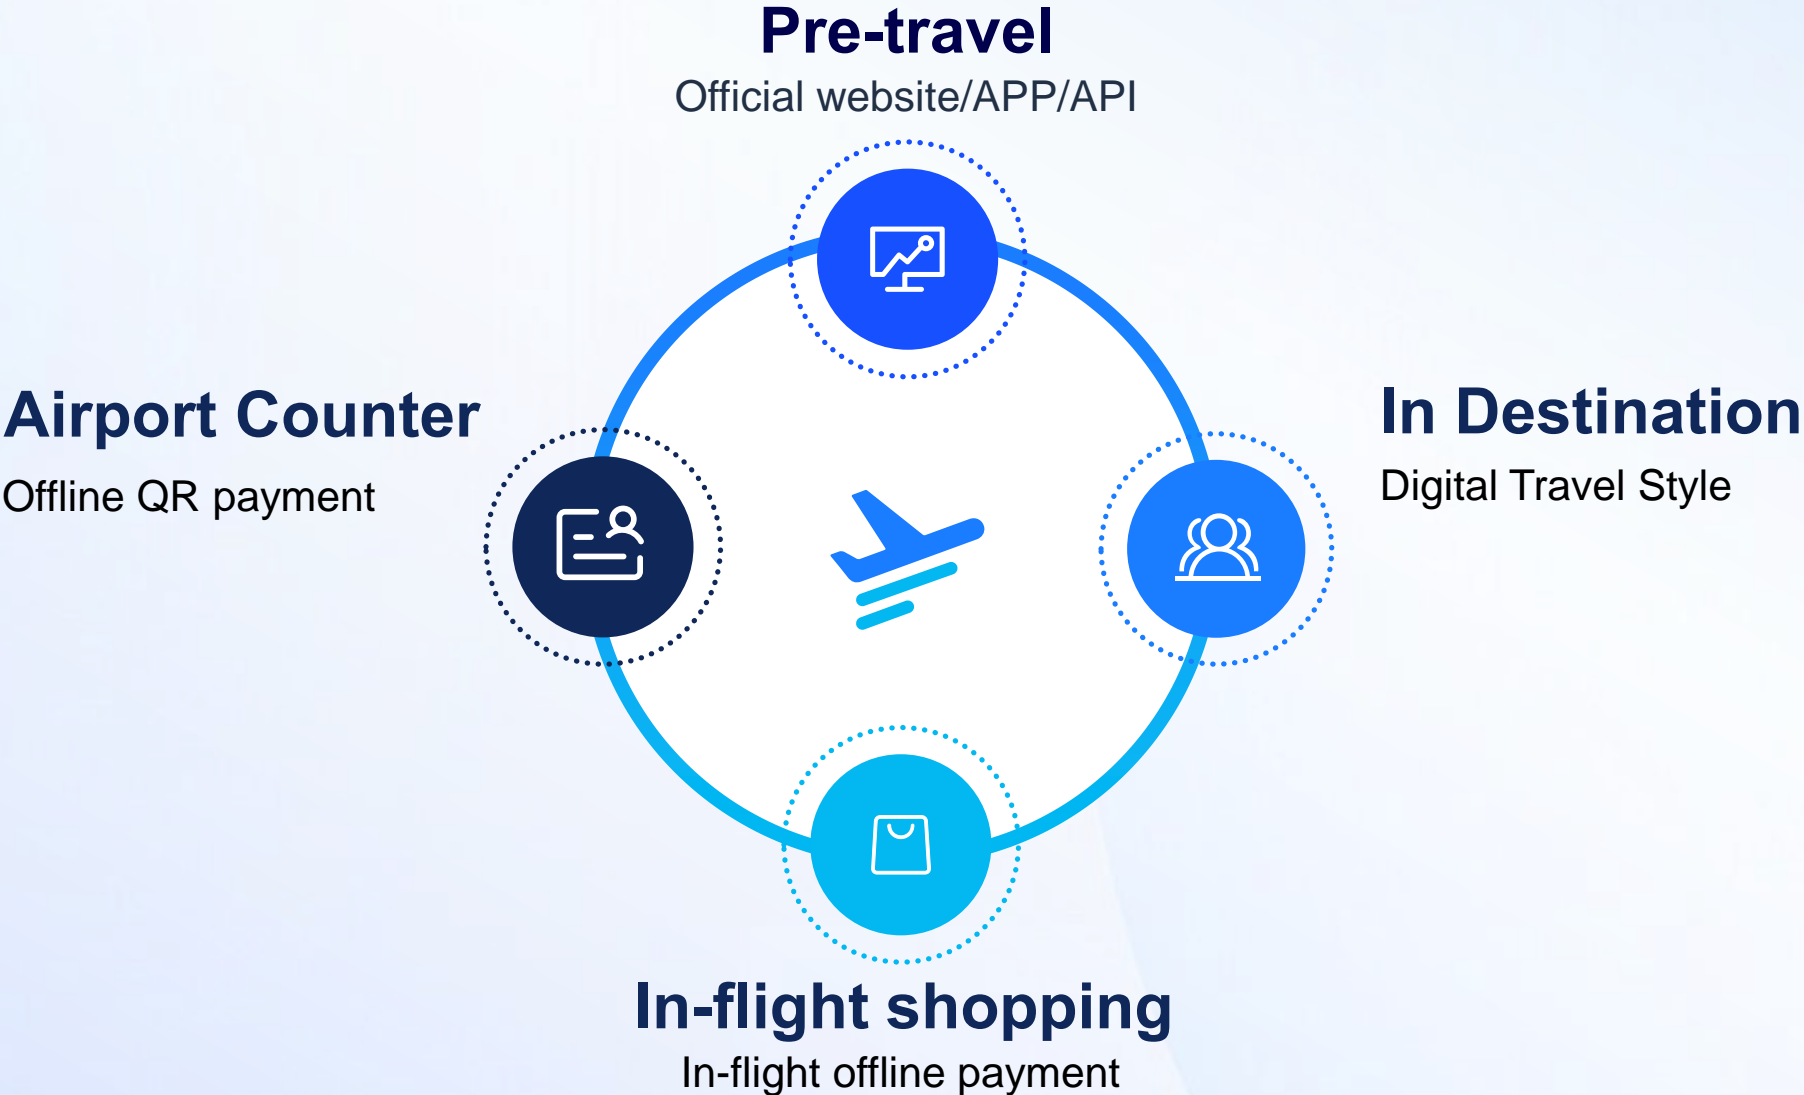 Pre-travel
Official website/APP/API
Airport Counter
Offline QR payment
In Destination
Digital Travel Style
In-flight shopping
In-flight offline payment